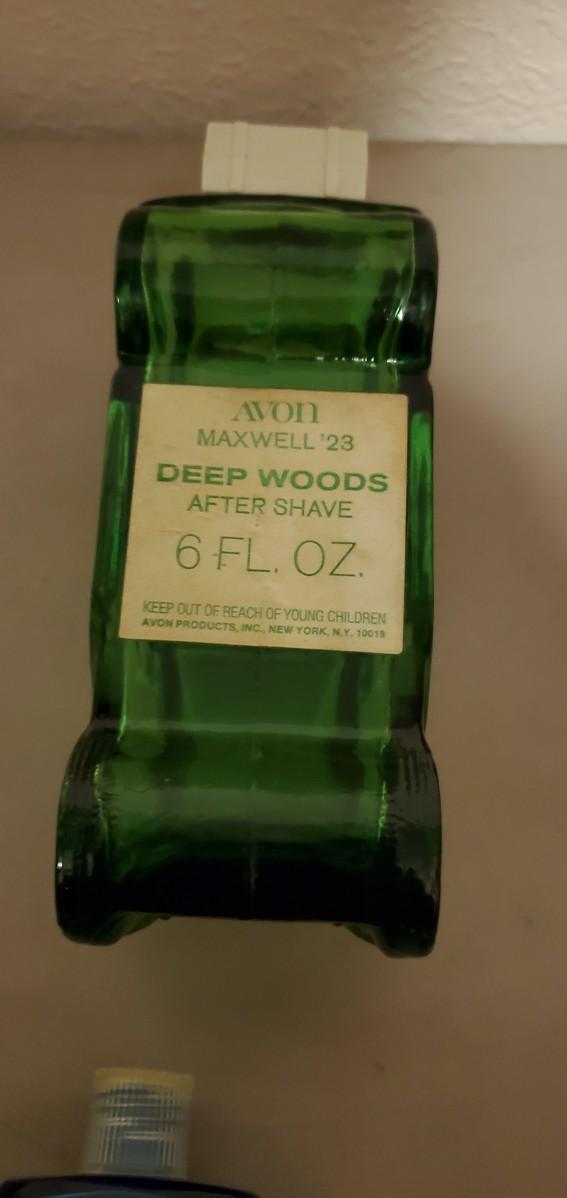 AVON
MAXWELL '23
DEEP WOODS
AFTER SHAVE
6 FL. OZ.
KEEP OUT OF REACH OF YOUNG CHILDREN
AVON PRODUCTS, INC., NEW YORK, N.Y. 10019